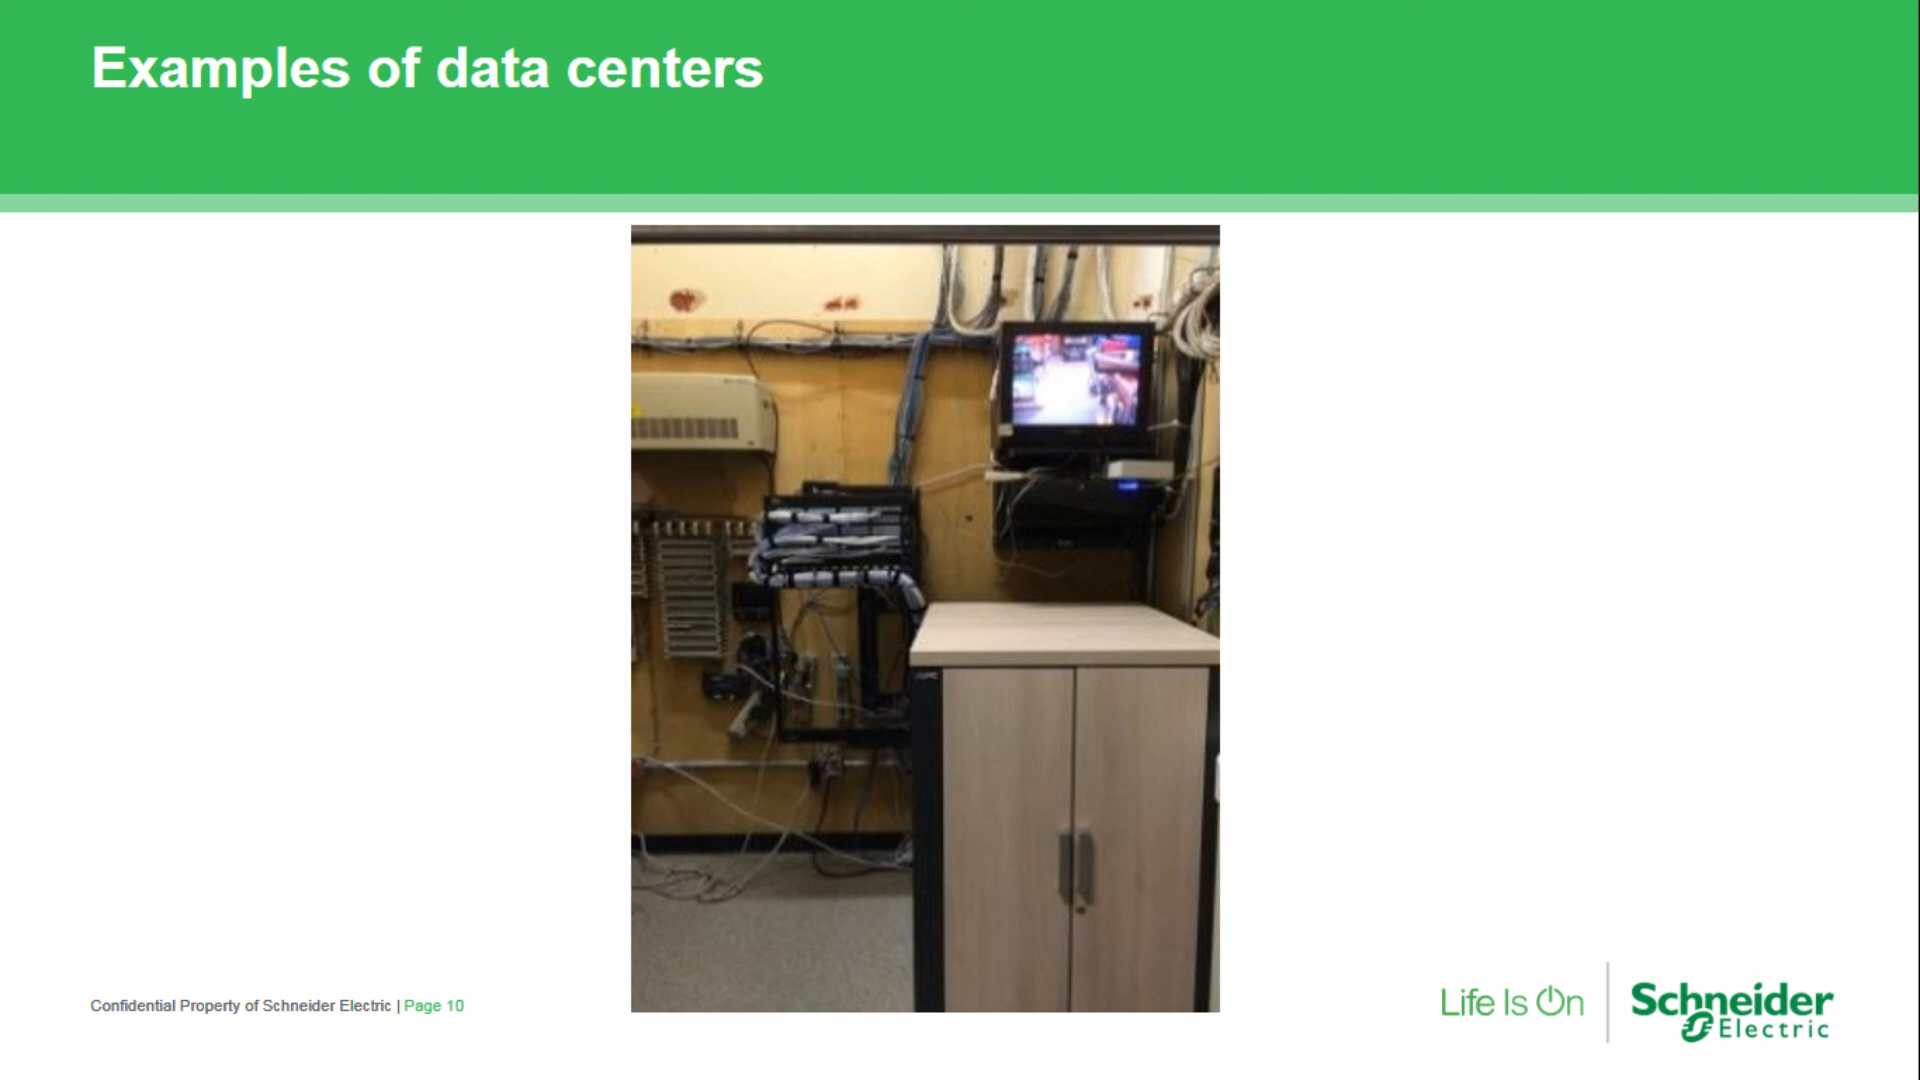 Examples of data centers
Confidential Property of Schneider Electric | Page 10
Life Is On
Schneider
Electric